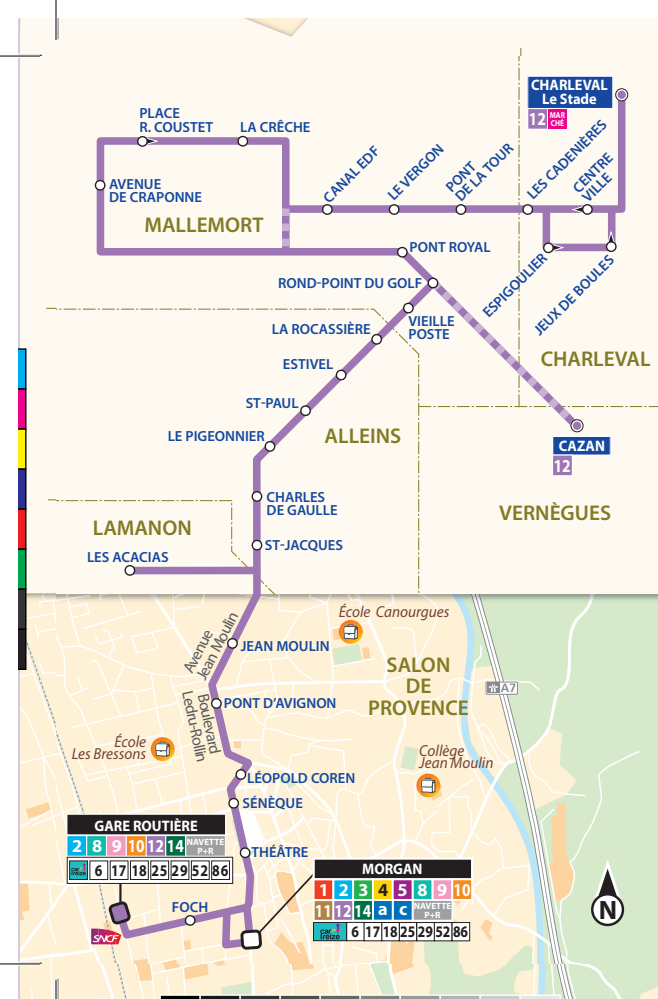 CHARLEVAL
Le Stade
12 MAR
CHÉ
PLACE
R. COUSTET
LA CRÊCHE
CANAL EDF
LE VERGON
PONT
DE LA TOUR
LES CADENIÈRES
CENTRE
VILLE
AVENUE
DE CRAPONNE
MALLEMORT
PONT ROYAL
ESPIGOULIER
JEUX DE BOULES
ROND-POINT DU GOLF
VIEILLE
POSTE
LA ROCASSIÈRE
CHARLEVAL
ESTIVEL
ST-PAUL
LE PIGEONNIER
ALLEINS
CAZAN
12
CHARLES
DE GAULLE
VERNÈGUES
LAMANON
ST-JACQUES
LES ACACIAS
École Canourgues
Avenue
Jean Moulin
JEAN MOULIN
SALON
DE
PROVENCE
A7
PONT D'AVIGNON
Boulevard
Ledru-Rollin
École
Les Bressons
Collège
Jean Moulin
LÉOPOLD COREN
SÉNÈQUE
GARE ROUTIÈRE
2 8 9 10 12 14 NAVETTE
P+R
car treize 6 17 18 25 29 52 86
THÉÂTRE
MORGAN
1 2 3 4 5 8 9 10
11 12 14 a c NAVETTE
P+R
car treize 6 17 18 25 29 52 86
FOCH
SNCF
N